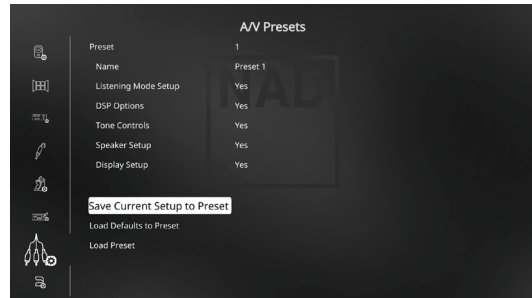 A/V Presets
Preset 1
Name Preset 1
Listening Mode Setup Yes
DSP Options Yes
Tone Controls Yes
Speaker Setup Yes
Display Setup Yes
Save Current Setup to Preset
Load Defaults to Preset
Load Preset
NAD